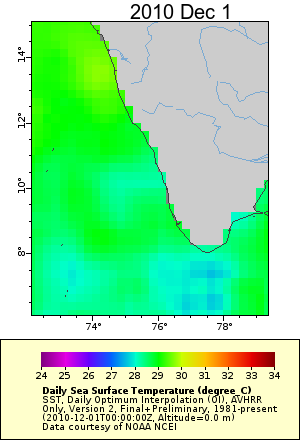 2010 Dec 1
14°
12°
10°
8°
74°
76°
78°
24 25 26 27 28 29 30 31 32 33 34
Daily Sea Surface Temperature (degree_C)
SST, Daily Optimum Interpolation (OI), AVHRR
Only, Version 2, Final+Preliminary, 1981-present
(2010-12-01T00:00:00Z, Altitude=0.0 m)
Data courtesy of NOAA NCEI